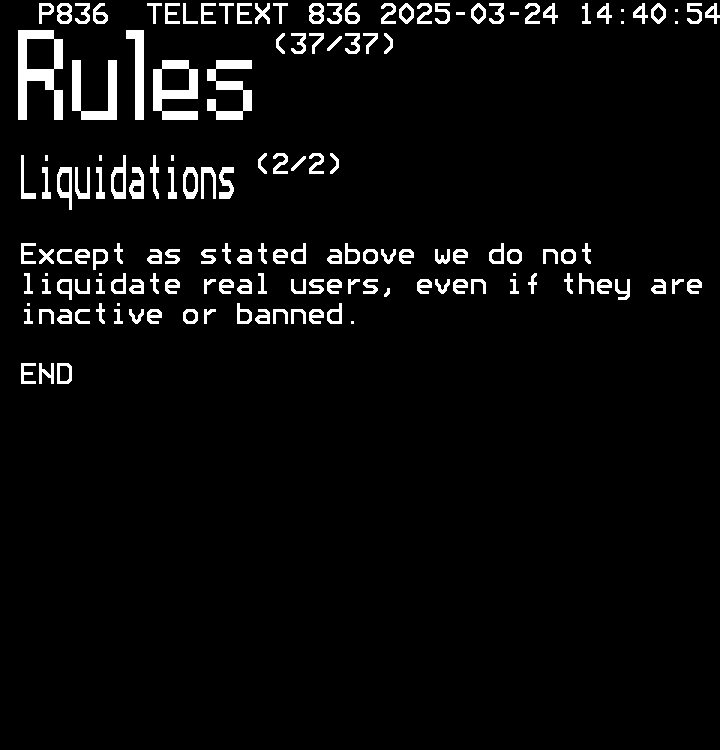 P836 TELETEXT 836 2025-03-24 14:40:54
Rules (37/37)
Liquidations (2/2)
Except as stated above we do not
liquidate real users, even if they are
inactive or banned.
END